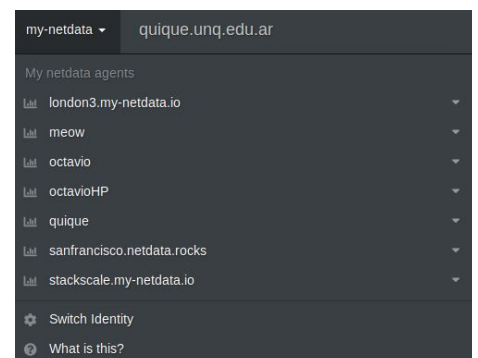 my-netdata quique.unq.edu.ar
My netdata agents
london3.my-netdata.io
meow
octavio
octavioHP
quique
sanfrancisco.netdata.rocks
stackscale.my-netdata.io
Switch Identity
What is this?